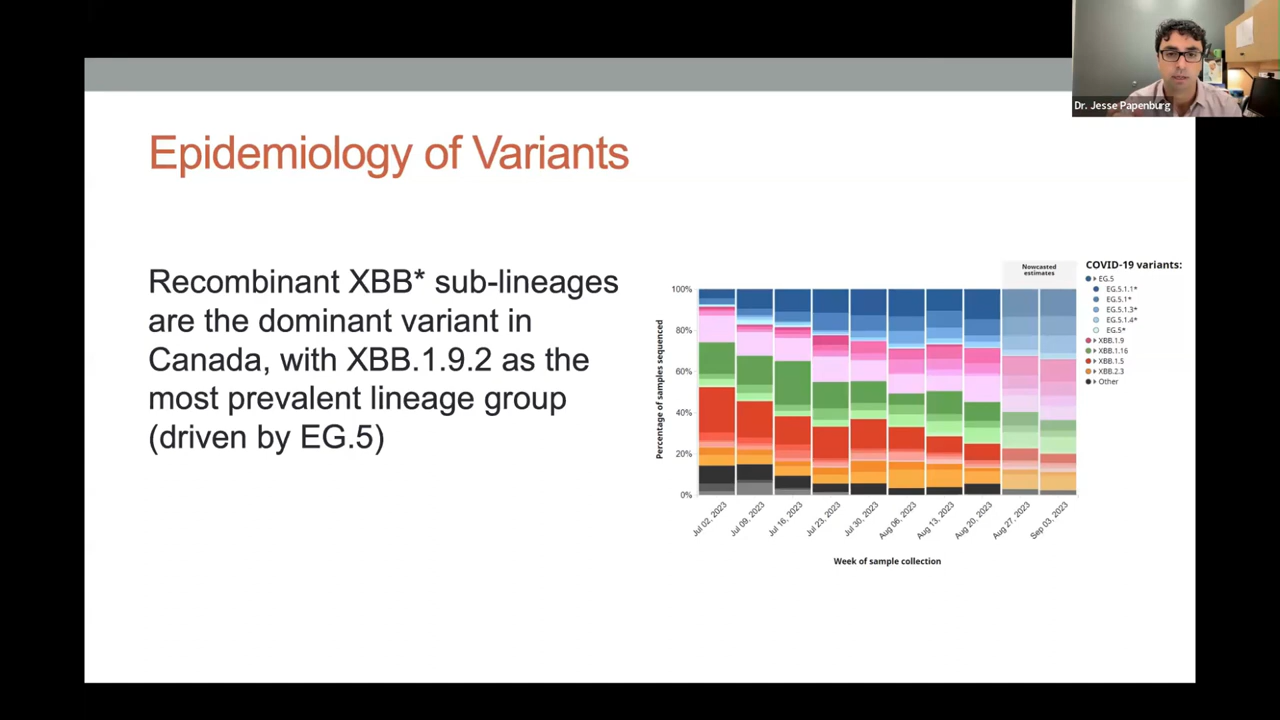 Dr. Jesse Papenburg
Epidemiology of Variants
Recombinant XBB* sub-lineages
are the dominant variant in
Canada, with XBB.1.9.2 as the
most prevalent lineage group
(driven by EG.5)
Nowcasted
estimates
COVID-19 variants:
EG.5
EG.5.1.1*
EG.5.1*
EG.5.1.3*
EG.5.1.4*
EG.5*
XBB.1.9
XBB.1.16
XBB.1.5
XBB.2.3
Other
Percentage of samples sequenced
100%
80%
60%
40%
20%
0%
Jul 02, 2023
Jul 09, 2023
Jul 16, 2023
Jul 23, 2023
Jul 30, 2023
Aug 06, 2023
Aug 13, 2023
Aug 20, 2023
Aug 27, 2023
Sep 03, 2023
Week of sample collection